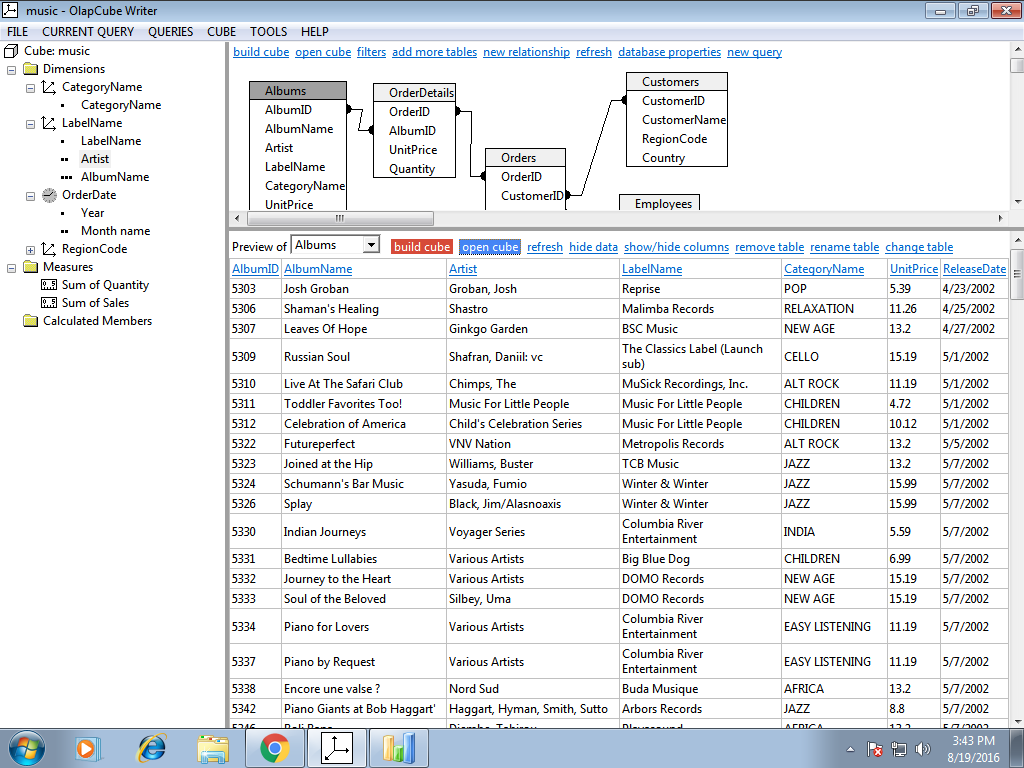 music - OlapCube Writer
FILE CURRENT QUERY QUERIES CUBE TOOLS HELP
Cube: music
Dimensions
CategoryName
CategoryName
LabelName
LabelName
Artist
AlbumName
OrderDate
Year
Month name
RegionCode
Measures
Sum of Quantity
Sum of Sales
Calculated Members
build cube open cube filters add more tables new relationship refresh database properties new query
Albums
AlbumID
AlbumName
Artist
LabelName
CategoryName
UnitPrice
OrderDetails
OrderID
AlbumID
UnitPrice
Quantity
Orders
OrderID
CustomerID
Customers
CustomerID
CustomerName
RegionCode
Country
Employees
Preview of Albums build cube open cube refresh hide data show/hide columns remove table rename table change table
AlbumID AlbumName Artist LabelName CategoryName UnitPrice ReleaseDate
5303 Josh Groban Groban, Josh Reprise POP 5.39 4/23/2002
5306 Shaman's Healing Shastro Malimba Records RELAXATION 11.26 4/25/2002
5307 Leaves Of Hope Ginkgo Garden BSC Music NEW AGE 13.2 4/27/2002
5309 Russian Soul Shafran, Daniil: vc The Classics Label (Launch sub) CELLO 15.19 5/1/2002
5310 Live At The Safari Club Chimps, The MuSick Recordings, Inc. ALT ROCK 11.19 5/1/2002
5311 Toddler Favorites Too! Music For Little People Music For Little People CHILDREN 4.72 5/1/2002
5312 Celebration of America Child's Celebration Series Music For Little People CHILDREN 10.12 5/1/2002
5322 Futureperfect VNV Nation Metropolis Records ALT ROCK 13.2 5/5/2002
5323 Joined at the Hip Williams, Buster TCB Music JAZZ 13.2 5/7/2002
5324 Schumann's Bar Music Yasuda, Fumio Winter & Winter JAZZ 15.99 5/7/2002
5326 Splay Black, Jim/Alasnoaxis Winter & Winter JAZZ 15.99 5/7/2002
5330 Indian Journeys Voyager Series Columbia River Entertainment INDIA 5.59 5/7/2002
5331 Bedtime Lullabies Various Artists Big Blue Dog CHILDREN 6.99 5/7/2002
5332 Journey to the Heart Various Artists DOMO Records NEW AGE 15.19 5/7/2002
5333 Soul of the Beloved Silbey, Uma DOMO Records NEW AGE 15.19 5/7/2002
5334 Piano for Lovers Various Artists Columbia River Entertainment EASY LISTENING 11.19 5/7/2002
5337 Piano by Request Various Artists Columbia River Entertainment EASY LISTENING 11.19 5/7/2002
5338 Encore une valse ? Nord Sud Buda Musique AFRICA 13.2 5/7/2002
5342 Piano Giants at Bob Haggart' Haggart, Hyman, Smith, Sutto Arbors Records JAZZ 8.8 5/7/2002
3:43 PM
8/19/2016